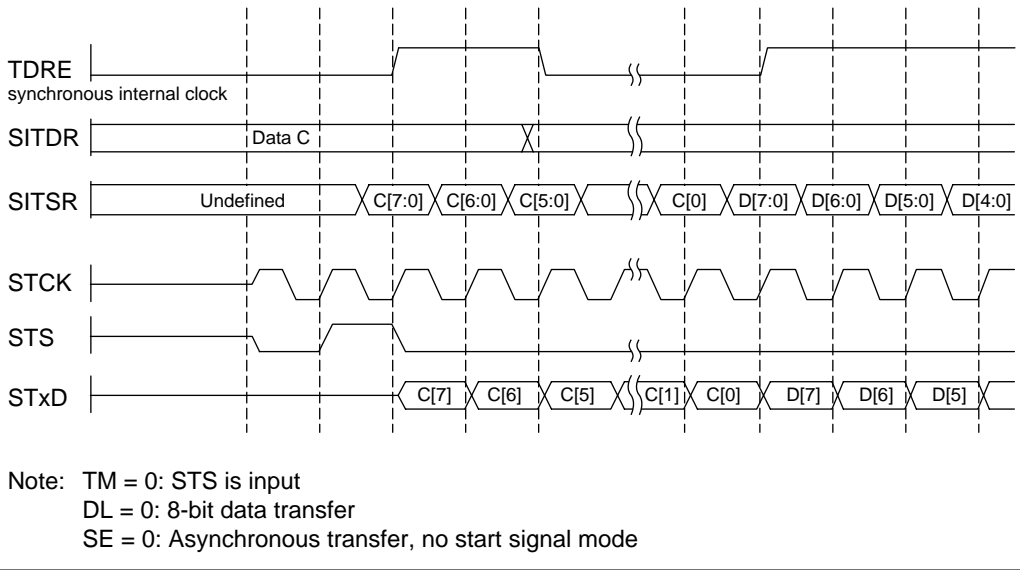 TDRE
synchronous internal clock
SITDR Data C
SITSR Undefined C[7:0] C[6:0] C[5:0] C[0] D[7:0] D[6:0] D[5:0] D[4:0]
STCK
STS
STxD C[7] C[6] C[5] C[1] C[0] D[7] D[6] D[5]
Note: TM = 0: STS is input
DL = 0: 8-bit data transfer
SE = 0: Asynchronous transfer, no start signal mode